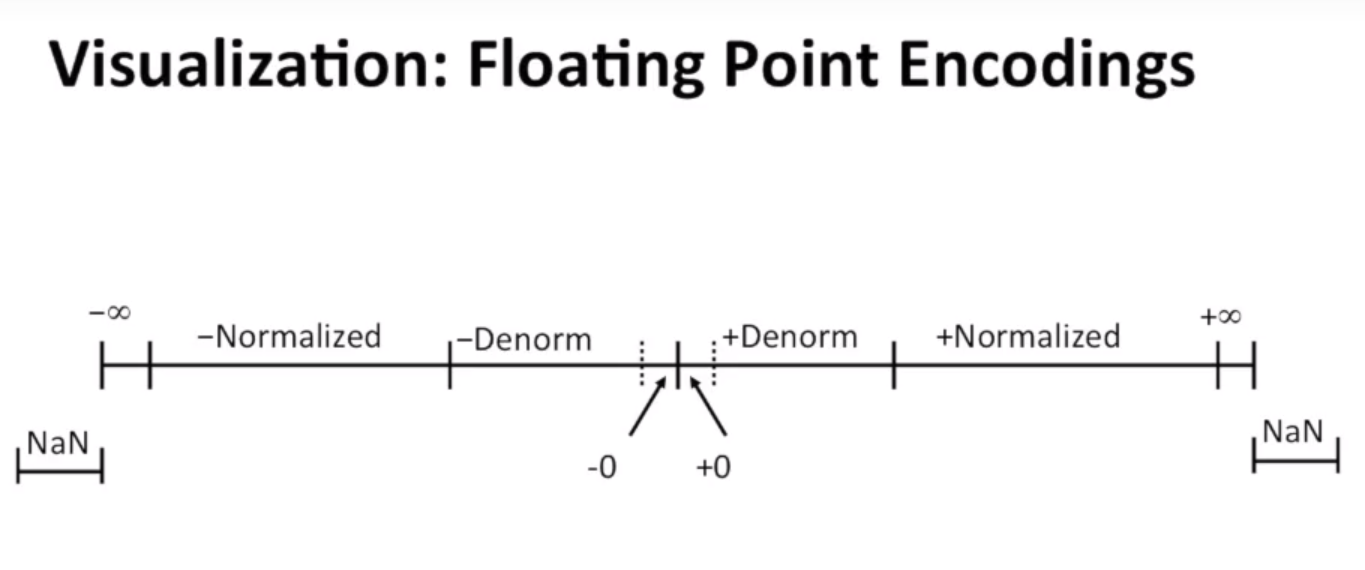 Visualization: Floating Point Encodings
−∞
+∞
−Normalized
−Denorm
+Denorm
+Normalized
NaN
NaN
-0
+0